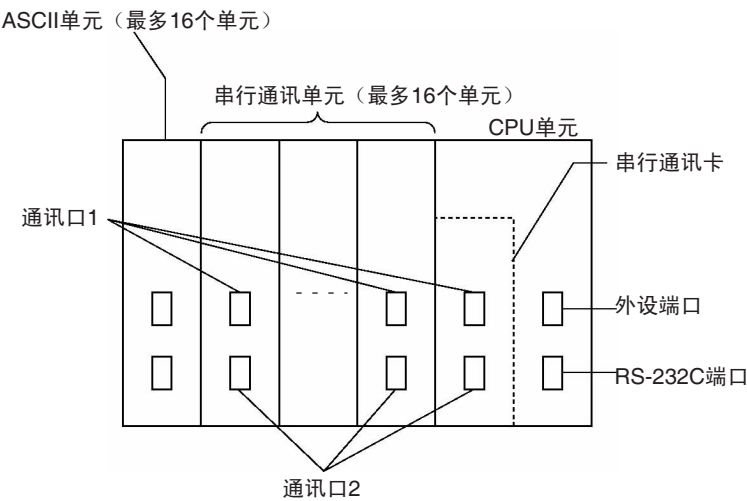 ASCII单元（最多16个单元）
串行通讯单元（最多16个单元）
CPU单元
串行通讯卡
通讯口1
外设端口
RS-232C端口
通讯口2